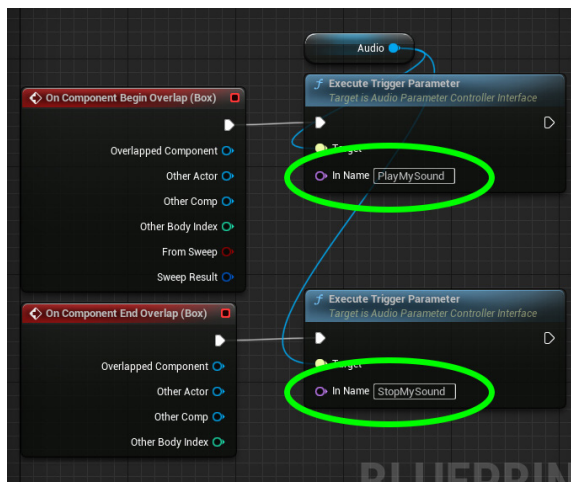 Audio
Execute Trigger Parameter
Target is Audio Parameter Controller Interface
On Component Begin Overlap (Box)
Overlapped Component
Target
Other Actor
In Name PlayMySound
Other Comp
Other Body Index
From Sweep
Sweep Result
Execute Trigger Parameter
Target is Audio Parameter Controller Interface
On Component End Overlap (Box)
Overlapped Component
Target
Other Actor
In Name StopMySound
Other Comp
Other Body Index
BLUEPRIN